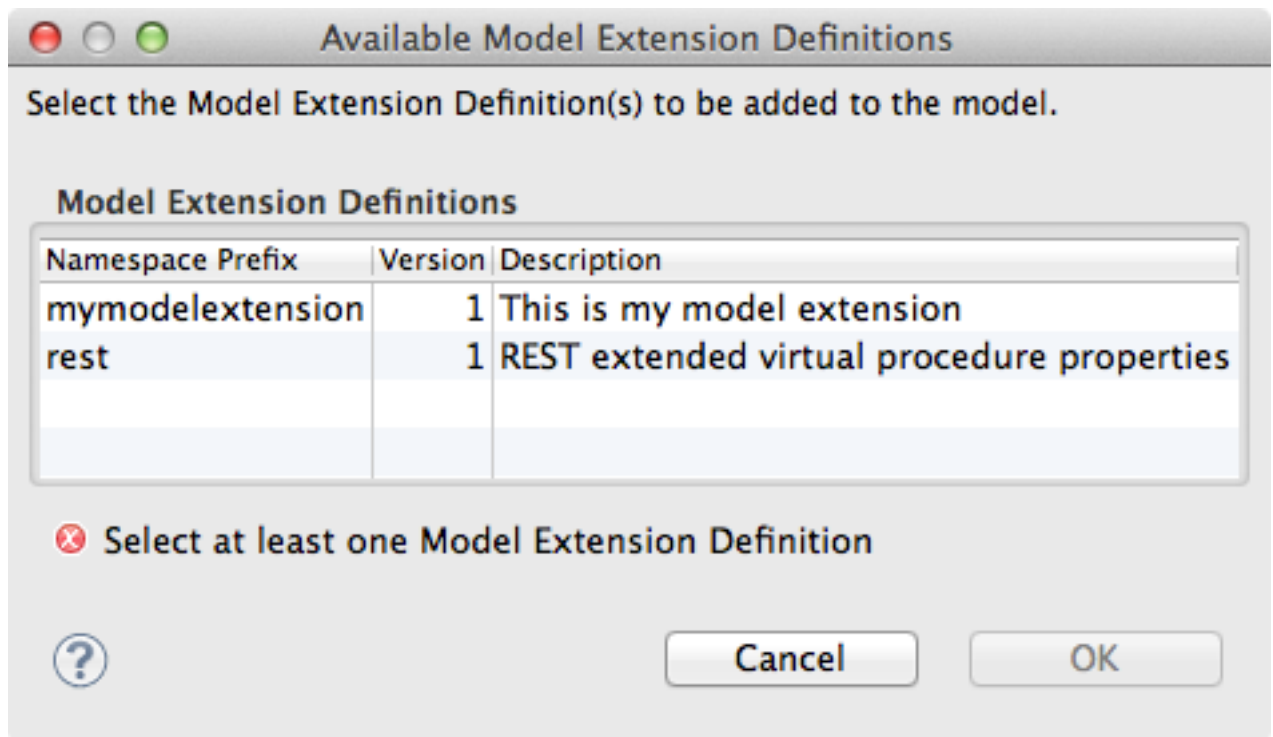 Available Model Extension Definitions
Select the Model Extension Definition(s) to be added to the model.
Model Extension Definitions
Namespace Prefix Version Description
mymodelextension 1 This is my model extension
rest 1 REST extended virtual procedure properties
Select at least one Model Extension Definition
? Cancel OK